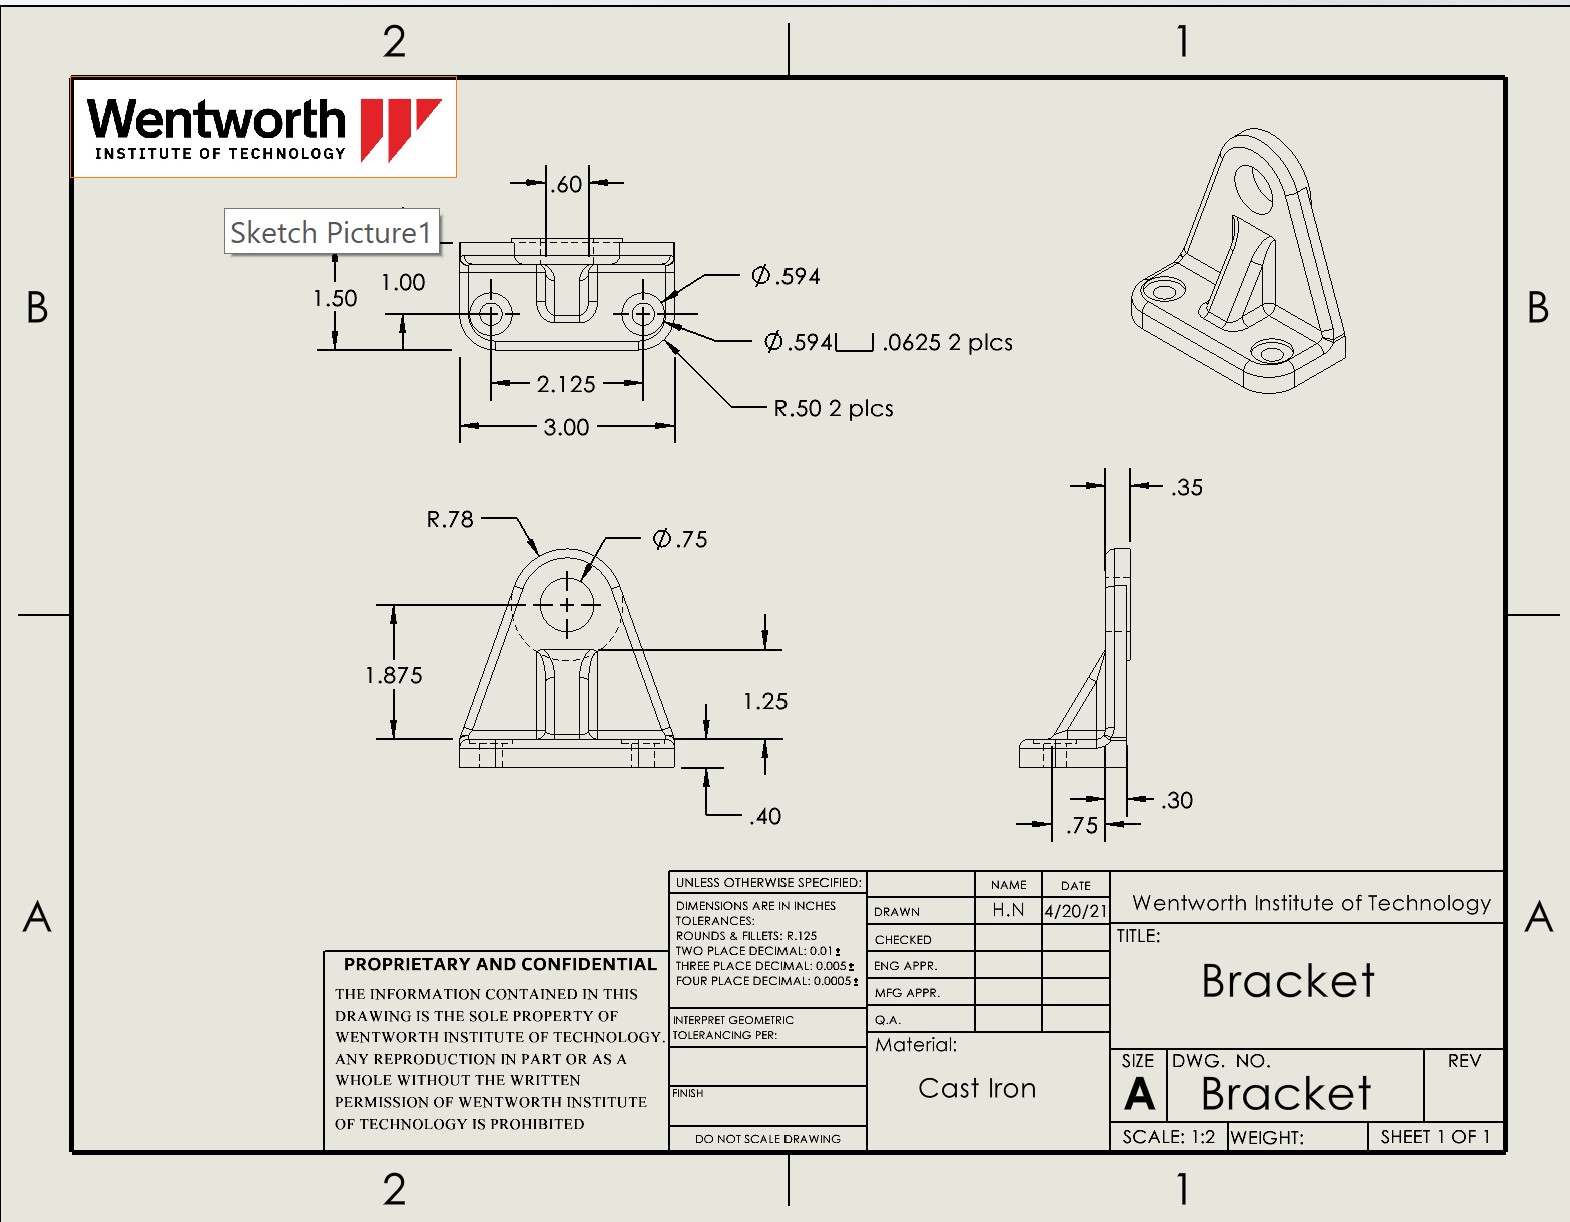 2
1
Wentworth
INSTITUTE OF TECHNOLOGY
Sketch Picture1
.60
1.50
1.00
Ø.594
Ø.594⌴ .0625 2 plcs
2.125
R.50 2 plcs
3.00
B
B
.35
R.78
Ø.75
1.875
1.25
.40
.30
.75
A
A
UNLESS OTHERWISE SPECIFIED:
DIMENSIONS ARE IN INCHES
TOLERANCES:
ROUNDS & FILLETS: R.125
TWO PLACE DECIMAL: 0.01±
THREE PLACE DECIMAL: 0.005±
FOUR PLACE DECIMAL: 0.0005±
INTERPRET GEOMETRIC
TOLERANCING PER:
FINISH
DO NOT SCALE DRAWING
NAME DATE
DRAWN H.N 4/20/21
CHECKED
ENG APPR.
MFG APPR.
Q.A.
Material:
Cast Iron
Wentworth Institute of Technology
TITLE:
Bracket
SIZE DWG. NO. REV
A Bracket
SCALE: 1:2 WEIGHT: SHEET 1 OF 1
PROPRIETARY AND CONFIDENTIAL
THE INFORMATION CONTAINED IN THIS
DRAWING IS THE SOLE PROPERTY OF
WENTWORTH INSTITUTE OF TECHNOLOGY.
ANY REPRODUCTION IN PART OR AS A
WHOLE WITHOUT THE WRITTEN
PERMISSION OF WENTWORTH INSTITUTE
OF TECHNOLOGY IS PROHIBITED
2
1